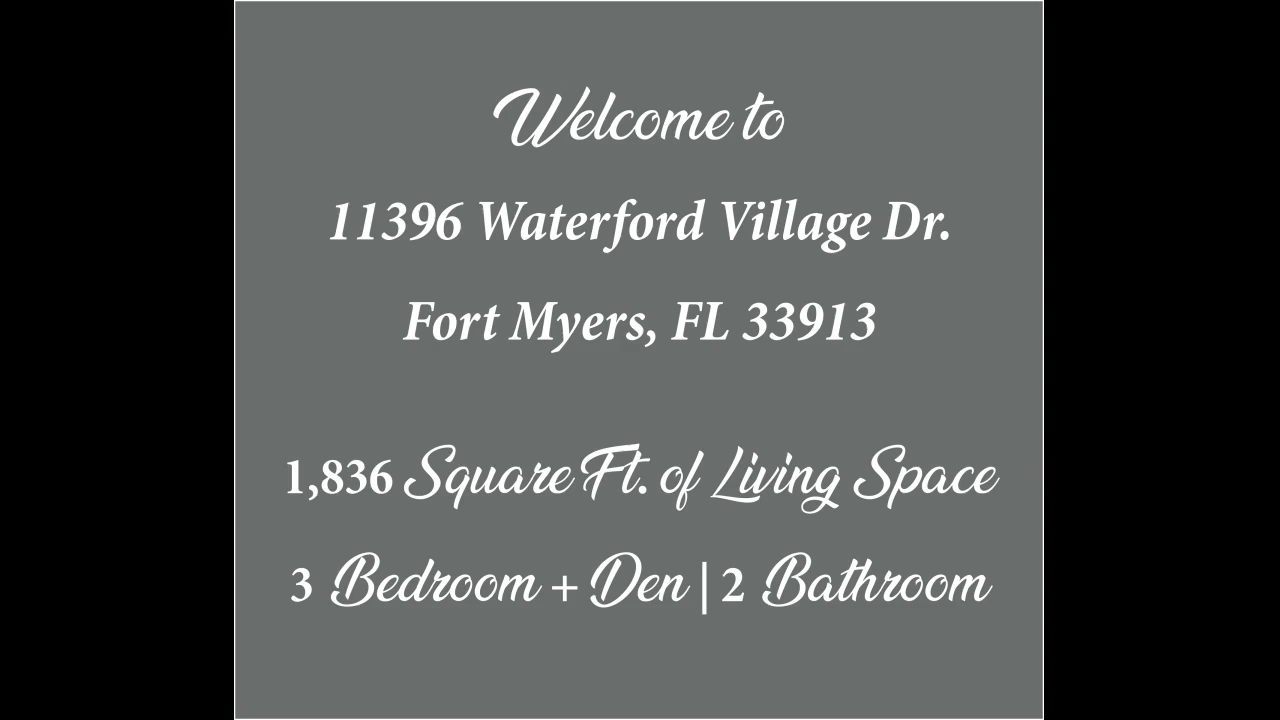 Welcome to
11396 Waterford Village Dr.
Fort Myers, FL 33913
1,836 Square Ft. of Living Space
3 Bedroom + Den | 2 Bathroom